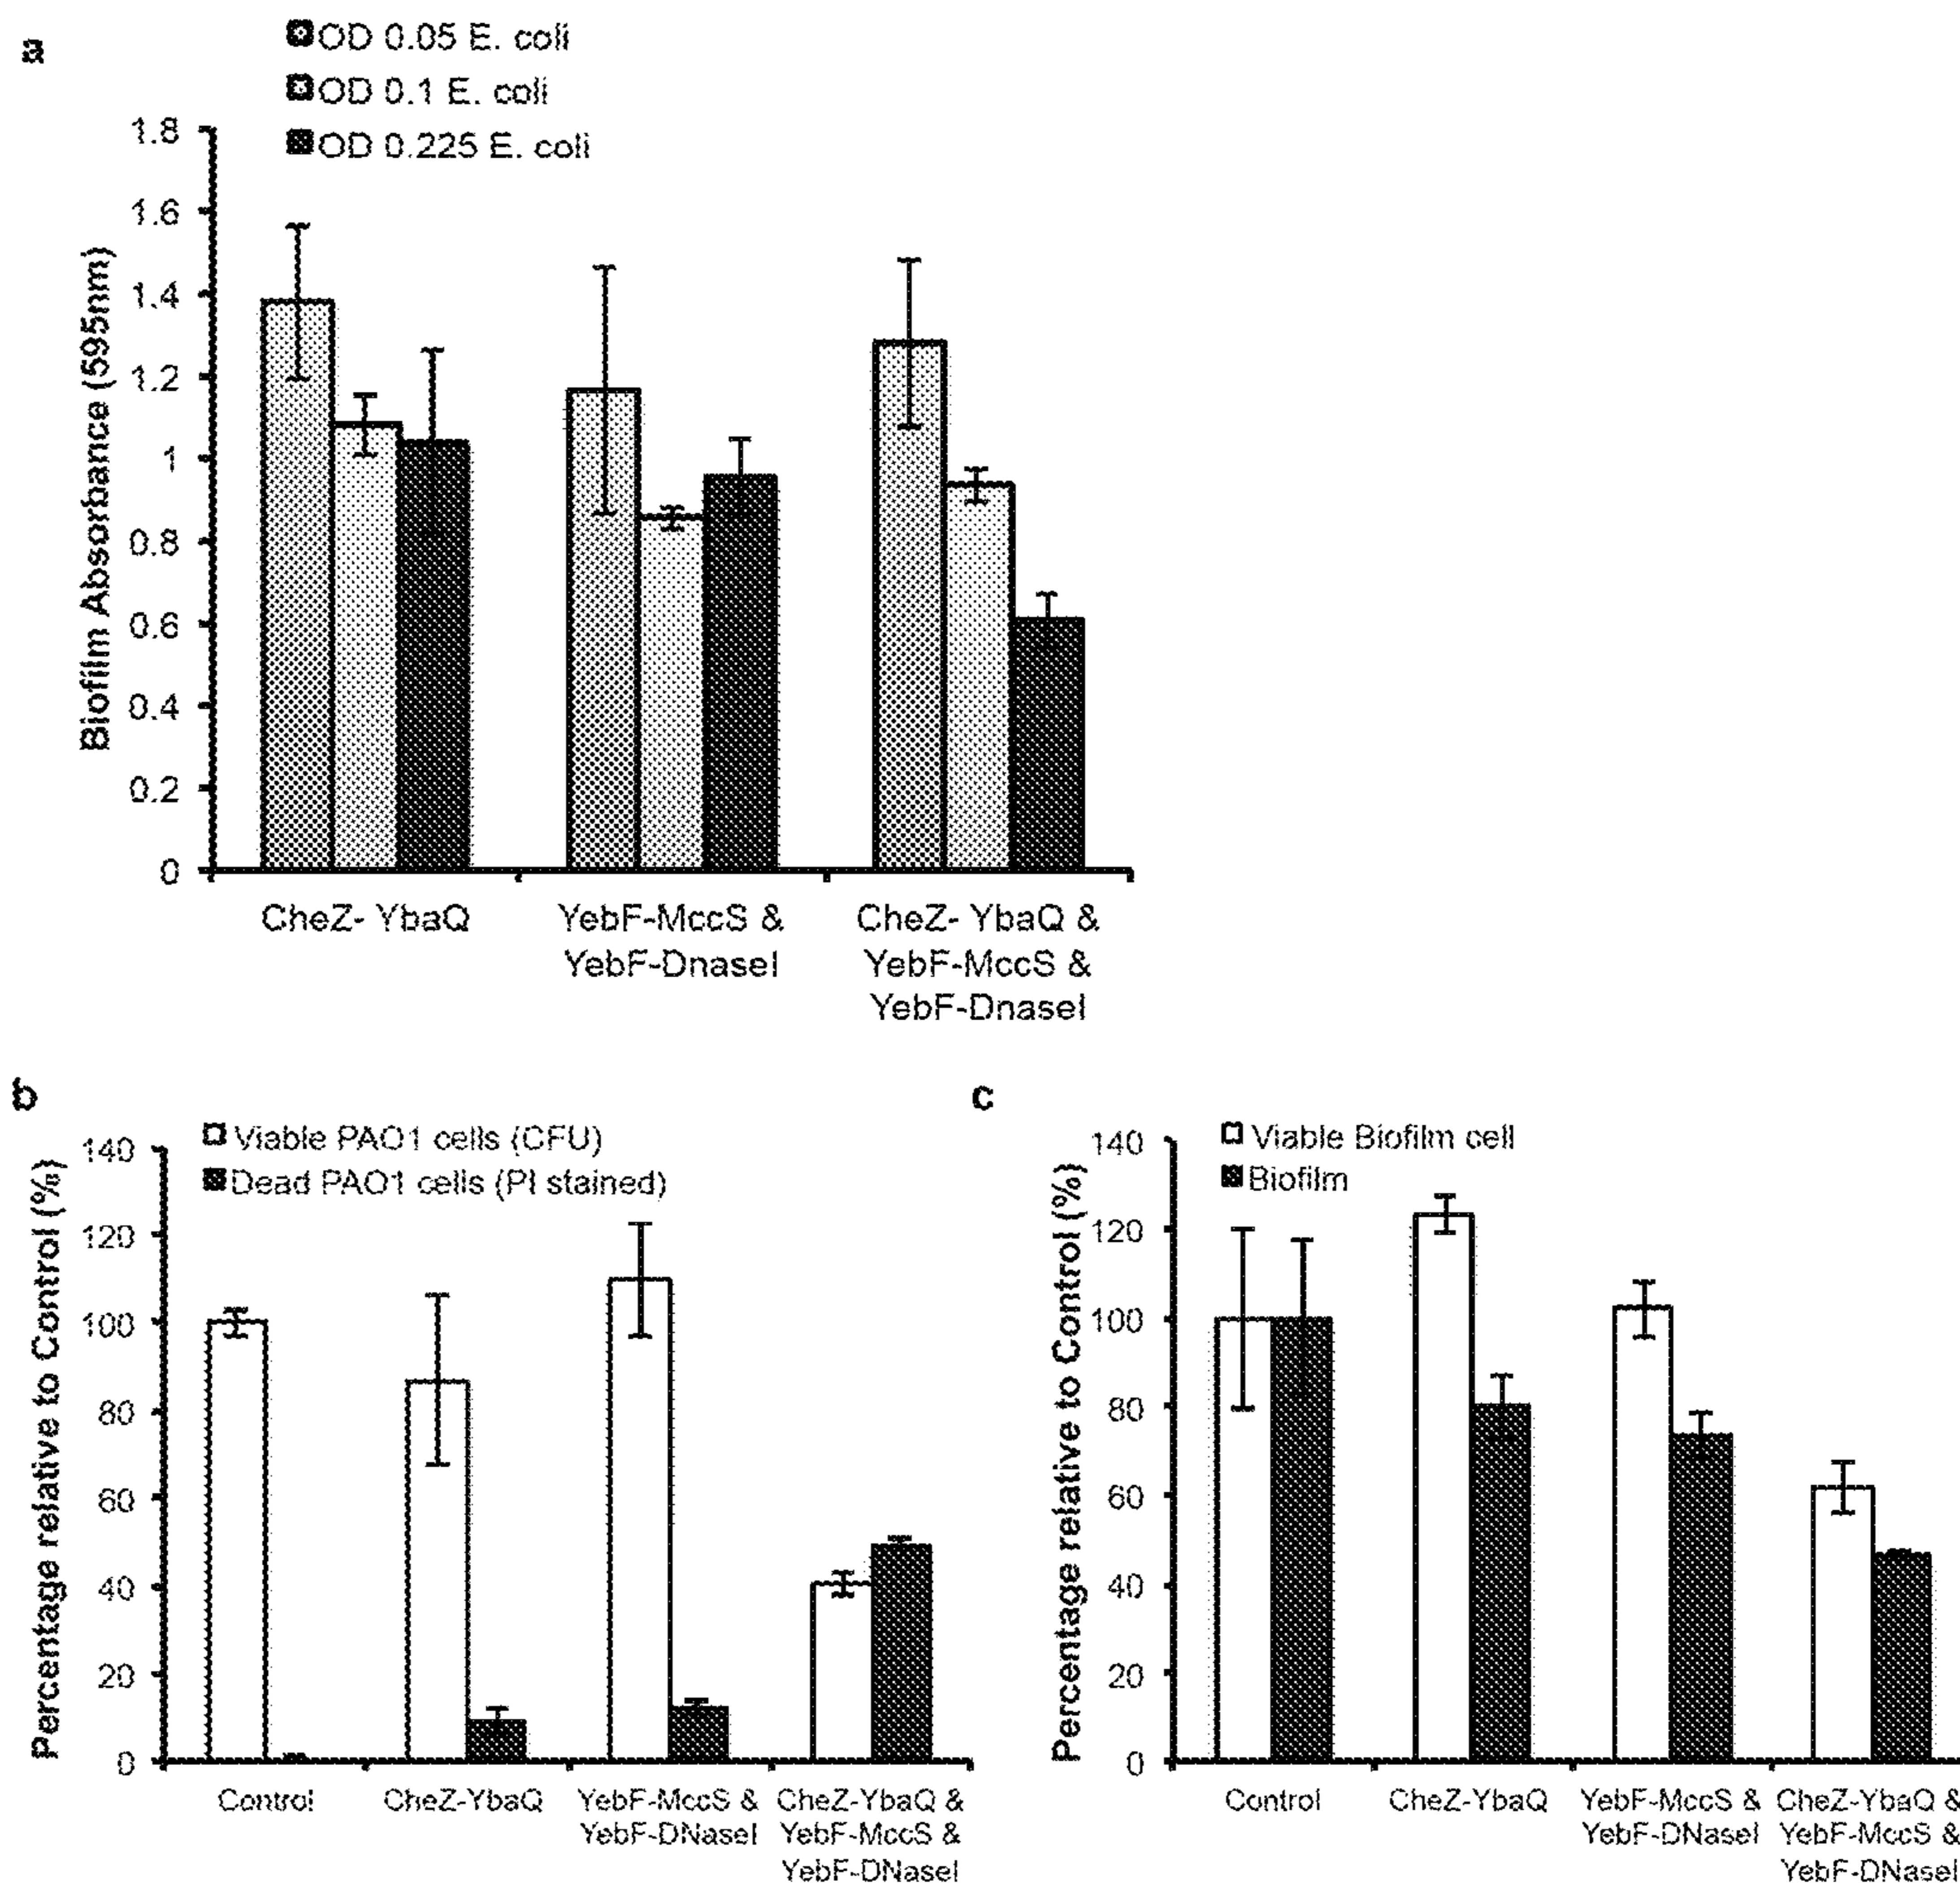 a
OD 0.05 E. coli
OD 0.1 E. coli
OD 0.225 E. coli
Biofilm Absorbance (595nm)
1.8
1.6
1.4
1.2
1
0.8
0.6
0.4
0.2
0
CheZ- YbaQ
YebF-MccS &
YebF-DnaseI
CheZ- YbaQ &
YebF-MccS &
YebF-DnaseI
b
Viable PAO1 cells (CFU)
Dead PAO1 cells (PI stained)
Percentage relative to Control (%)
140
120
100
80
60
40
20
0
Control
CheZ-YbaQ
YebF-MccS &
YebF-DNaseI
CheZ-YbaQ &
YebF-MccS &
YebF-DNaseI
c
Viable Biofilm cell
Biofilm
Percentage relative to Control (%)
140
120
100
80
60
40
20
0
Control
CheZ-YbaQ
YebF-MccS &
YebF-DNaseI
CheZ-YbaQ &
YebF-MccS &
YebF-DNaseI